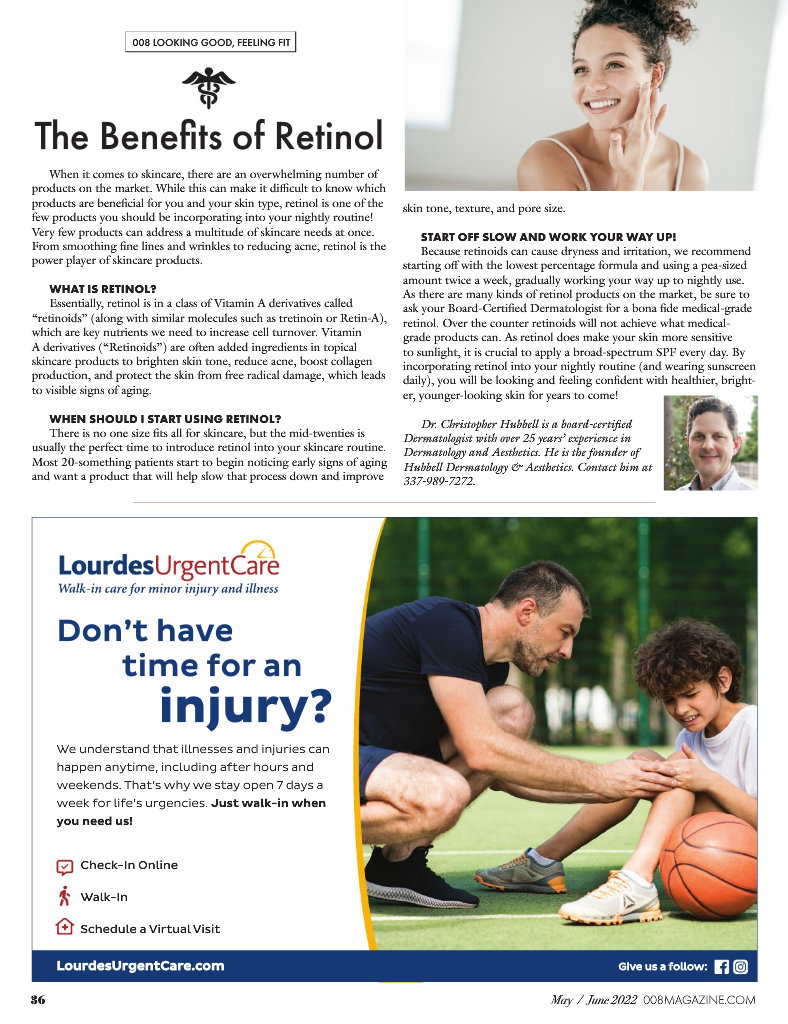 008 LOOKING GOOD, FEELING FIT
The Benefits of Retinol
When it comes to skincare, there are an overwhelming number of
products on the market. While this can make it difficult to know which
products are beneficial for you and your skin type, retinol is one of the
few products you should be incorporating into your nightly routine!
Very few products can address a multitude of skincare needs at once.
From smoothing fine lines and wrinkles to reducing acne, retinol is the
power player of skincare products.
WHAT IS RETINOL?
Essentially, retinol is in a class of Vitamin A derivatives called
“retinoids” (along with similar molecules such as tretinoin or Retin-A),
which are key nutrients we need to increase cell turnover. Vitamin
A derivatives (“Retinoids”) are often added ingredients in topical
skincare products to brighten skin tone, reduce acne, boost collagen
production, and protect the skin from free radical damage, which leads
to visible signs of aging.
WHEN SHOULD I START USING RETINOL?
There is no one size fits all for skincare, but the mid-twenties is
usually the perfect time to introduce retinol into your skincare routine.
Most 20-something patients start to begin noticing early signs of aging
and want a product that will help slow that process down and improve
skin tone, texture, and pore size.
START OFF SLOW AND WORK YOUR WAY UP!
Because retinoids can cause dryness and irritation, we recommend
starting off with the lowest percentage formula and using a pea-sized
amount twice a week, gradually working your way up to nightly use.
As there are many kinds of retinol products on the market, be sure to
ask your Board-Certified Dermatologist for a bona fide medical-grade
retinol. Over the counter retinoids will not achieve what medical-
grade products can. As retinol does make your skin more sensitive
to sunlight, it is crucial to apply a broad-spectrum SPF every day. By
incorporating retinol into your nightly routine (and wearing sunscreen
daily), you will be looking and feeling confident with healthier, bright-
er, younger-looking skin for years to come!
Dr. Christopher Hubbell is a board-certified
Dermatologist with over 25 years’ experience in
Dermatology and Aesthetics. He is the founder of
Hubbell Dermatology & Aesthetics. Contact him at
337-989-7272.
LourdesUrgentCare
Walk-in care for minor injury and illness
Don’t have
time for an
injury?
We understand that illnesses and injuries can
happen anytime, including after hours and
weekends. That's why we stay open 7 days a
week for life's urgencies. Just walk-in when
you need us!
Check-In Online
Walk-In
Schedule a Virtual Visit
LourdesUrgentCare.com
Give us a follow:
36
May / June 2022 008MAGAZINE.COM